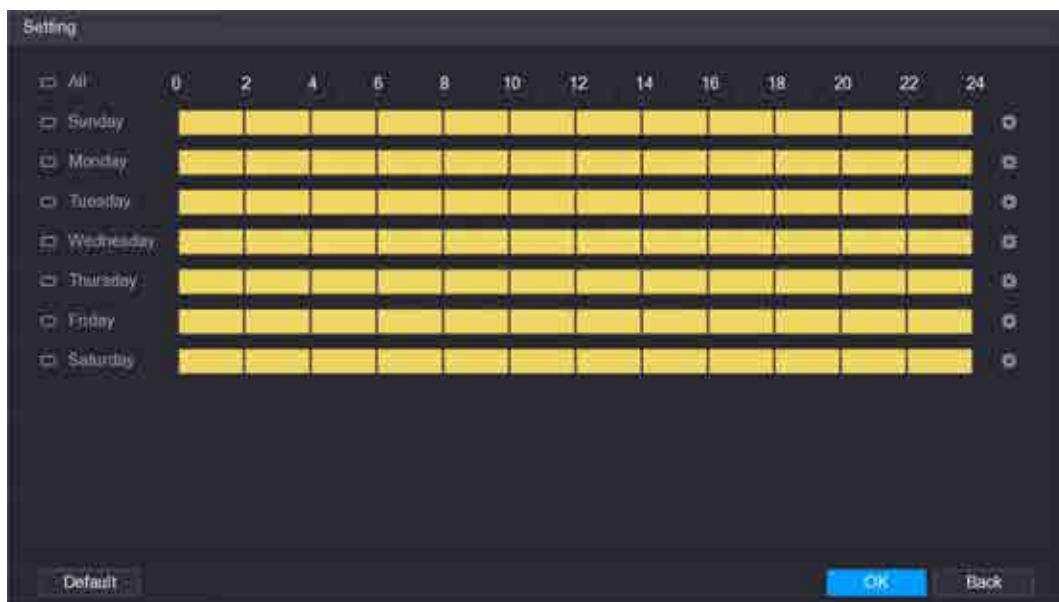 Setting
All 0 2 4 6 8 10 12 14 16 18 20 22 24
Sunday
Monday
Tuesday
Wednesday
Thursday
Friday
Saturday
Default OK Back